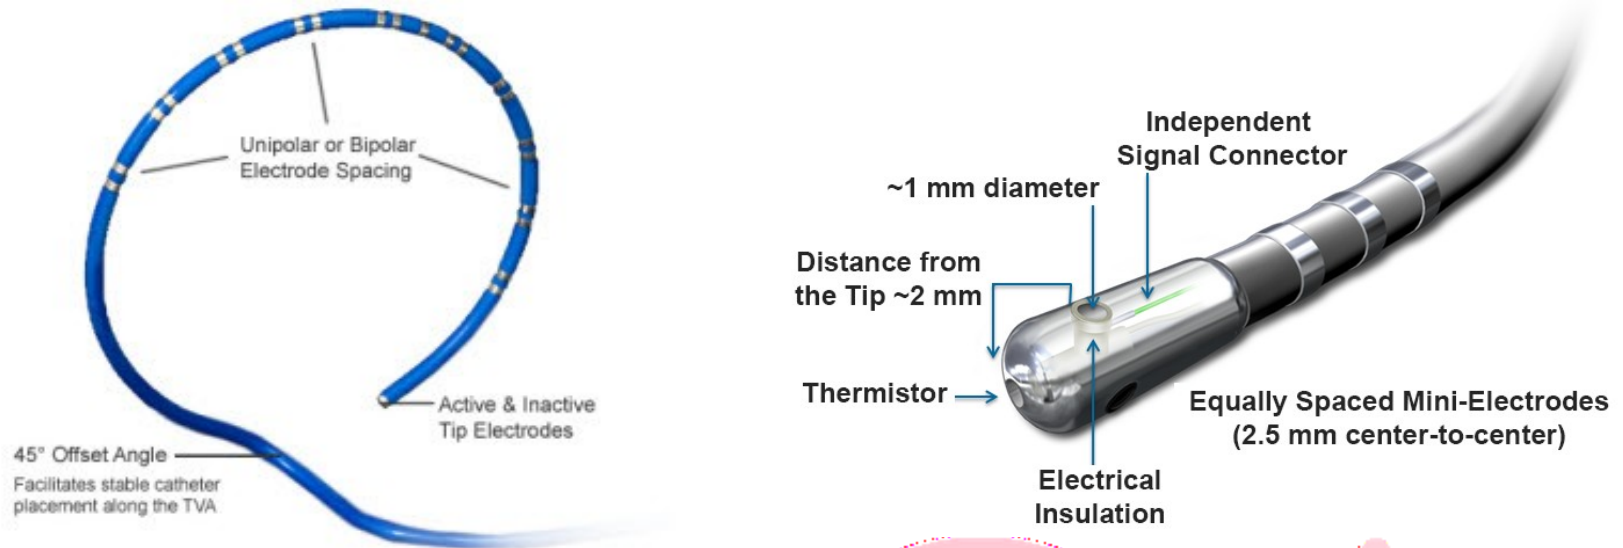 Unipolar or Bipolar
Electrode Spacing
Active & Inactive
Tip Electrodes
45° Offset Angle
Facilitates stable catheter
placement along the TVA
Independent
Signal Connector
~1 mm diameter
Distance from
the Tip ~2 mm
Thermistor
Equally Spaced Mini-Electrodes
(2.5 mm center-to-center)
Electrical
Insulation